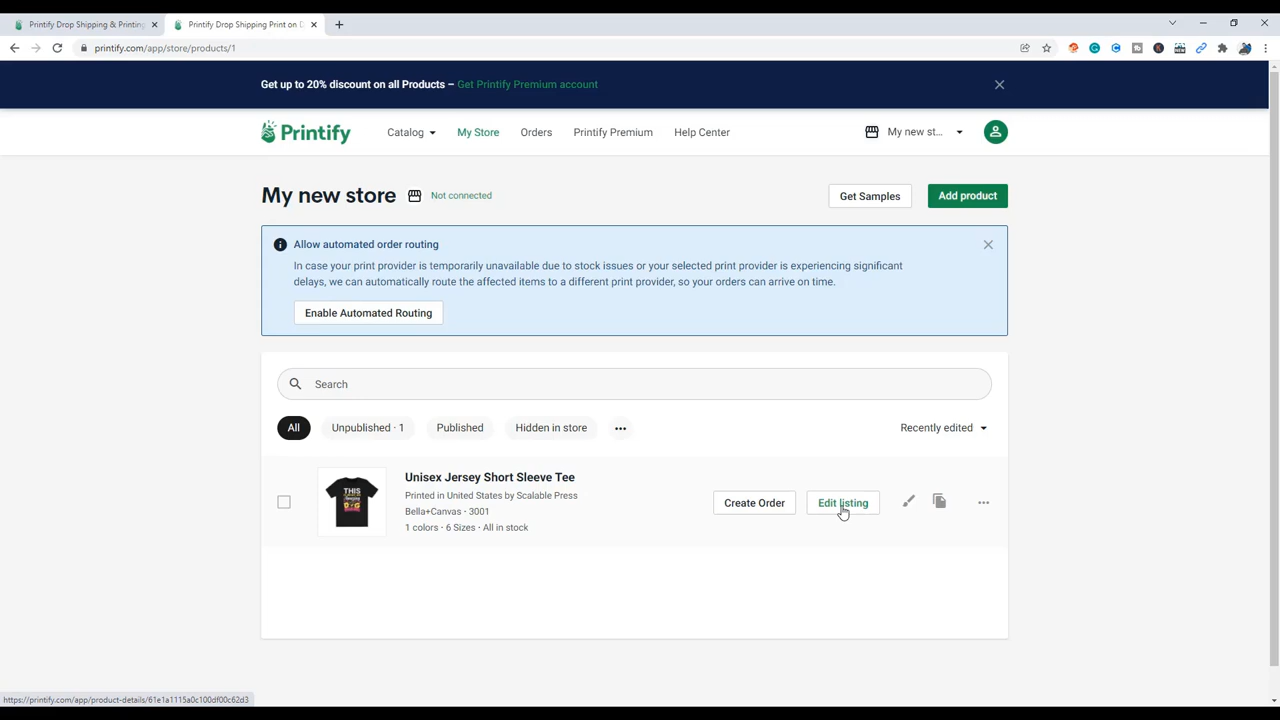 Printify Drop Shipping & Printing
Printify Drop Shipping Print on D
printify.com/app/store/products/1
Get up to 20% discount on all Products – Get Printify Premium account
Printify
Catalog
My Store
Orders
Printify Premium
Help Center
My new st...
My new store
Not connected
Get Samples
Add product
Allow automated order routing
In case your print provider is temporarily unavailable due to stock issues or your selected print provider is experiencing significant
delays, we can automatically route the affected items to a different print provider, so your orders can arrive on time.
Enable Automated Routing
Search
All
Unpublished · 1
Published
Hidden in store
Recently edited
THIS
Unisex Jersey Short Sleeve Tee
Printed in United States by Scalable Press
Bella+Canvas · 3001
1 colors · 6 Sizes · All in stock
Create Order
Edit listing
https://printify.com/app/product-details/61e1a1115a0c100df00c62d3